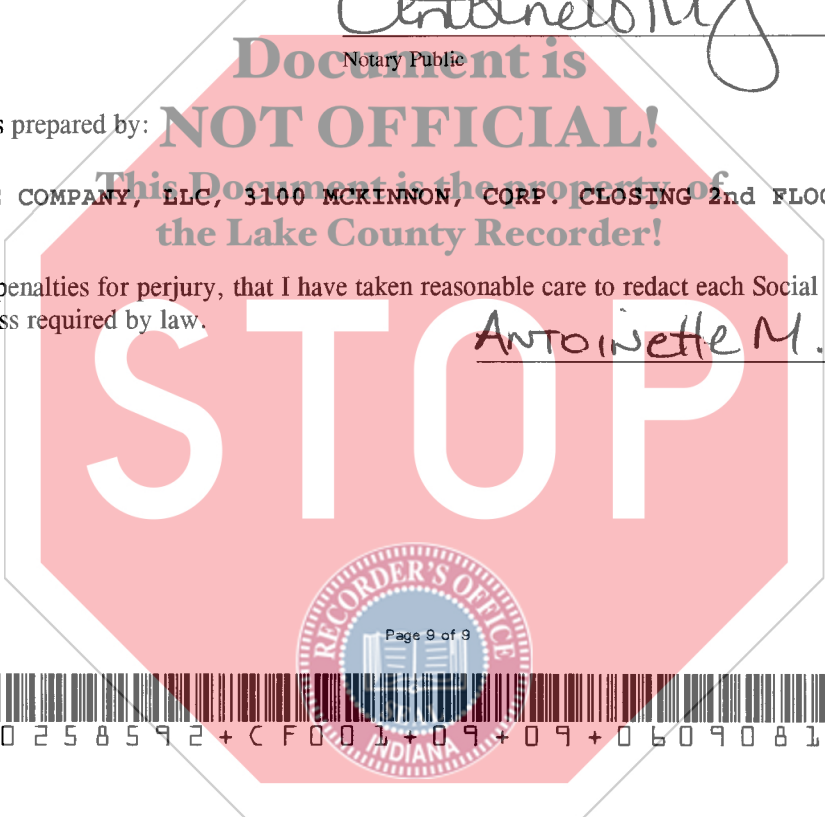 Notary Public
Document is
NOT OFFICIAL!
prepared by:
This Document is the property of
COMPANY, LLC, 3100 MCKINNON, CORP. CLOSING 2nd FLOO
the Lake County Recorder!
penalties for perjury, that I have taken reasonable care to redact each Social
ss required by law.
ANTOINette M.
STOP
RECORDER'S OFFICE
Page 9 of 9
SEAL
INDIANA
0258592+CF001+09+09+0609081